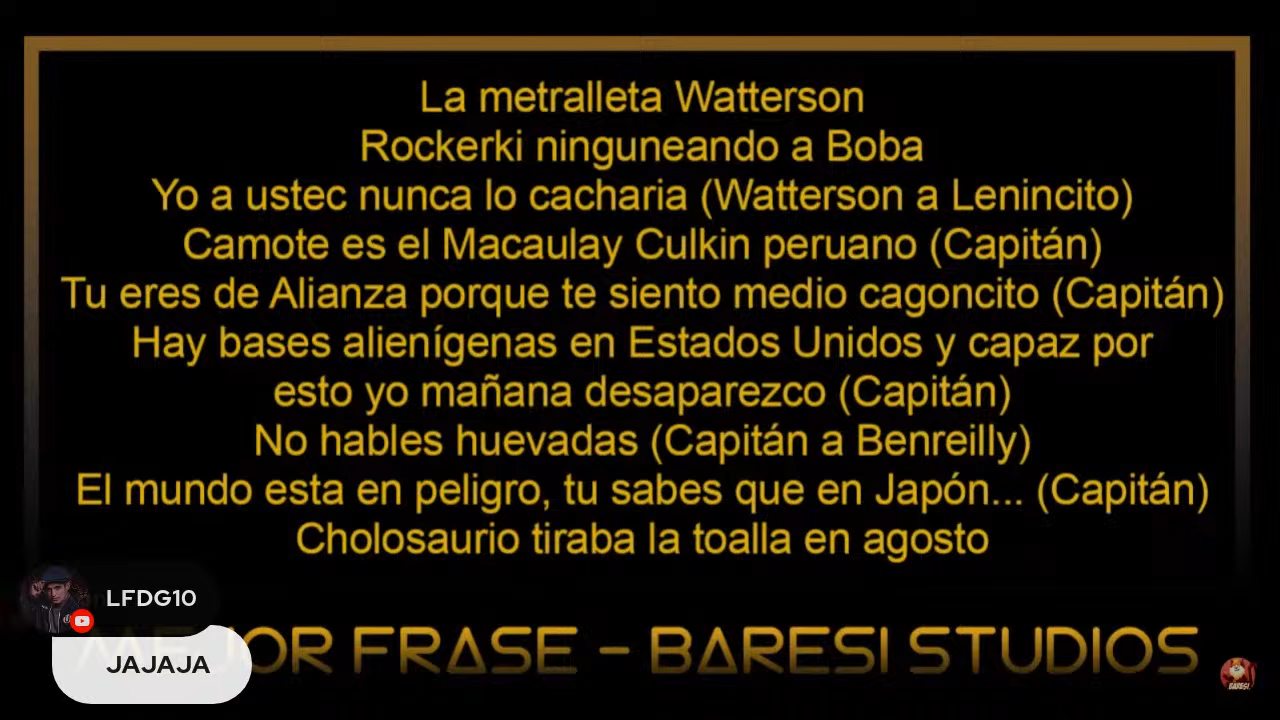 La metralleta Watterson
Rockerki ninguneando a Boba
Yo a ustec nunca lo cacharia (Watterson a Lenincito)
Camote es el Macaulay Culkin peruano (Capitán)
Tu eres de Alianza porque te siento medio cagoncito (Capitán)
Hay bases alienígenas en Estados Unidos y capaz por
esto yo mañana desaparezco (Capitán)
No hables huevadas (Capitán a Benreilly)
El mundo esta en peligro, tu sabes que en Japón... (Capitán)
Cholosaurio tiraba la toalla en agosto
LFDG10
MEJOR FRASE - BARESI STUDIOS
JAJAJA
BARESI